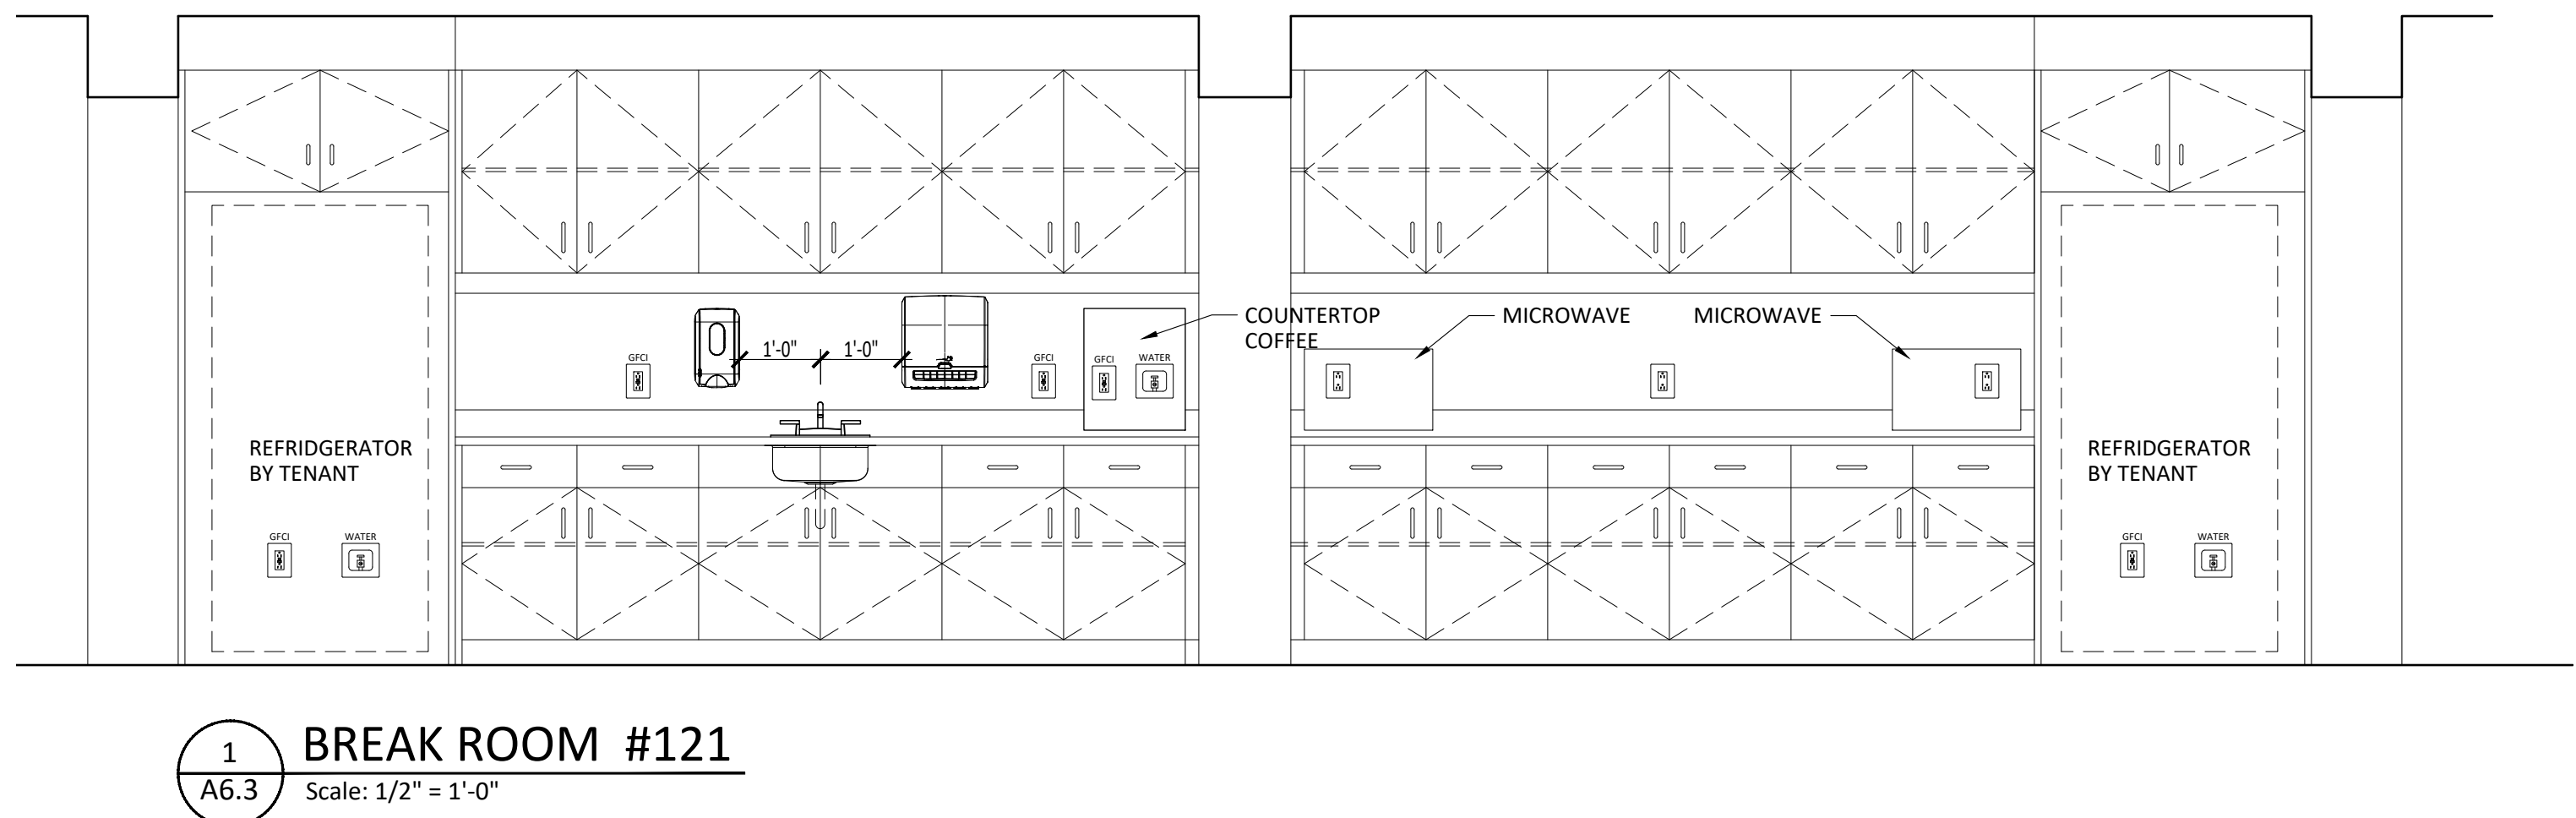 COUNTERTOP
COFFEE
MICROWAVE
MICROWAVE
GFCI
1'-0"
1'-0"
GFCI
GFCI
WATER
REFRIDGERATOR
BY TENANT
REFRIDGERATOR
BY TENANT
GFCI
WATER
GFCI
WATER
1
BREAK ROOM #121
A6.3
Scale: 1/2" = 1'-0"